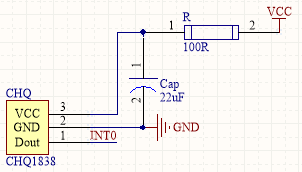 VCC
R
1
2
100R
1
Cap
22uF
2
CHQ
VCC 3
GND 2
GND
Dout 1
INT0
CHQ1838